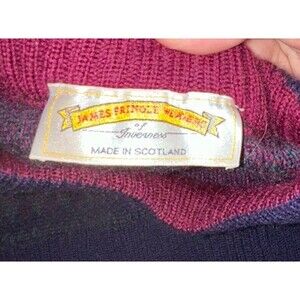 JAMES PRINGLE WEAVERS
of
Inverness
MADE IN SCOTLAND